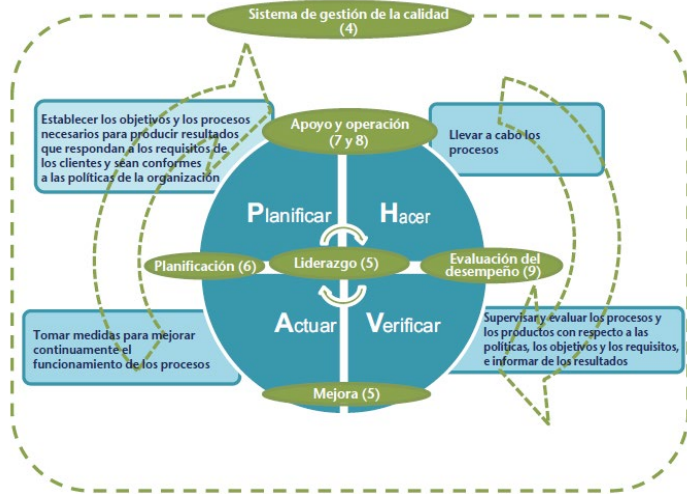 Sistema de gestión de la calidad
(4)
Establecer los objetivos y los procesos
necesarios para producir resultados
que respondan a los requisitos de
los clientes y sean conformes
a las políticas de la organización
Apoyo y operación
(7 y 8)
Llevar a cabo los
procesos
Planificar
Hacer
Planificación (6)
Liderazgo (5)
Evaluación del
desempeño (9)
Actuar
Verificar
Tomar medidas para mejorar
continuamente el
funcionamiento de los procesos
Supervisar y evaluar los procesos y
los productos con respecto a las
políticas, los objetivos y los requisitos,
e informar de los resultados
Mejora (5)